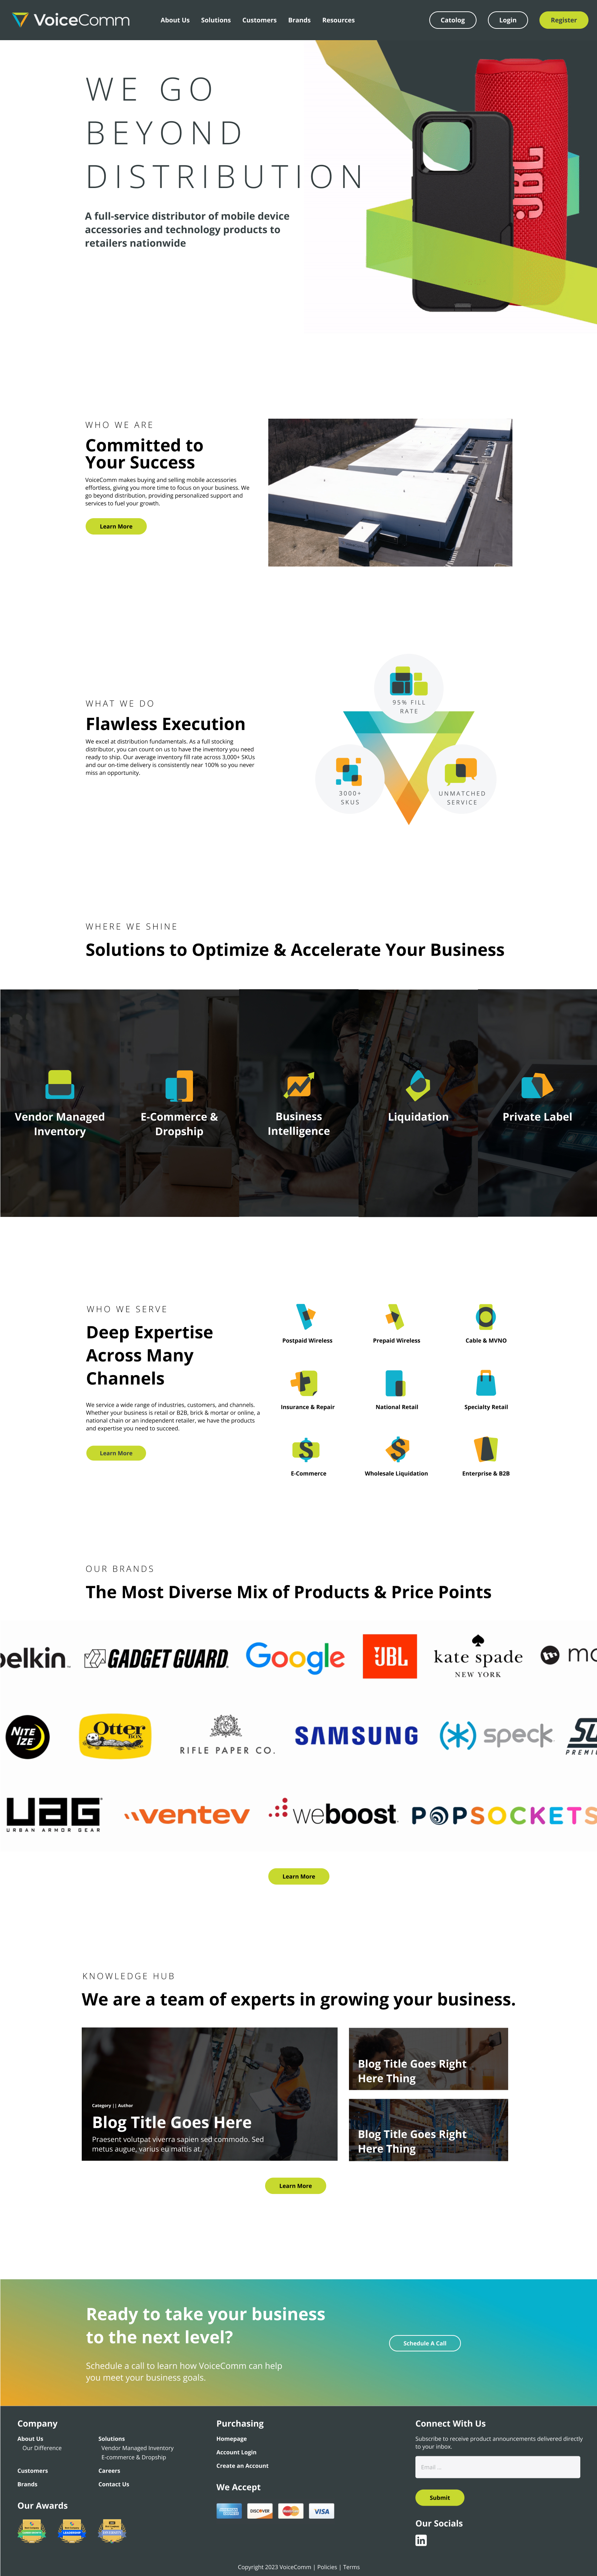 VoiceComm
About Us Solutions Customers Brands Resources Catolog Login Register
WE GO
BEYOND
DISTRIBUTION
A full-service distributor of mobile device
accessories and technology products to
retailers nationwide
JBL
WHO WE ARE
Committed to
Your Success
VoiceComm makes buying and selling mobile accessories
effortless, giving you more time to focus on your business. We
go beyond distribution, providing personalized support and
services to fuel your growth.
Learn More
WHAT WE DO
Flawless Execution
We excel at distribution fundamentals. As a full stocking
distributor, you can count on us to have the inventory you need
ready to ship. Our average inventory fill rate across 3,000+ SKUs
and our on-time delivery is consistently near 100% so you never
miss an opportunity.
95% FILL
RATE
3000+
SKUS
UNMATCHED
SERVICE
WHERE WE SHINE
Solutions to Optimize & Accelerate Your Business
Vendor Managed
Inventory
E-Commerce &
Dropship
Business
Intelligence
Liquidation
Private Label
WHO WE SERVE
Deep Expertise
Across Many
Channels
We service a wide range of industries, customers, and channels.
Whether your business is retail or B2B, brick & mortar or online, a
national chain or an independent retailer, we have the products
and expertise you need to succeed.
Learn More
Postpaid Wireless Prepaid Wireless Cable & MVNO
Insurance & Repair National Retail Specialty Retail
E-Commerce Wholesale Liquidation Enterprise & B2B
OUR BRANDS
The Most Diverse Mix of Products & Price Points
elkin GADGET GUARD Google JBL kate spade
NEW YORK
NITE
IZE
Otter
BOX
RIFLE PAPER CO. SAMSUNG speck
UAG
URBAN ARMOR GEAR
ventev weboost POPSOCKETS
Learn More
KNOWLEDGE HUB
We are a team of experts in growing your business.
Category || Author
Blog Title Goes Here
Praesent volutpat viverra sapien sed commodo. Sed
metus augue, varius eu mattis at.
Blog Title Goes Right
Here Thing
Blog Title Goes Right
Here Thing
Learn More
Ready to take your business
to the next level?
Schedule a call to learn how VoiceComm can help
you meet your business goals.
Schedule A Call
Company
About Us
Our Difference
Customers
Brands
Solutions
Vendor Managed Inventory
E-commerce & Dropship
Careers
Contact Us
Our Awards
Purchasing
Homepage
Account Login
Create an Account
We Accept
DISCOVER MasterCard VISA
Connect With Us
Subscribe to receive product announcements delivered directly
to your inbox.
Email ...
Submit
Our Socials
in
Copyright 2023 VoiceComm | Policies | Terms